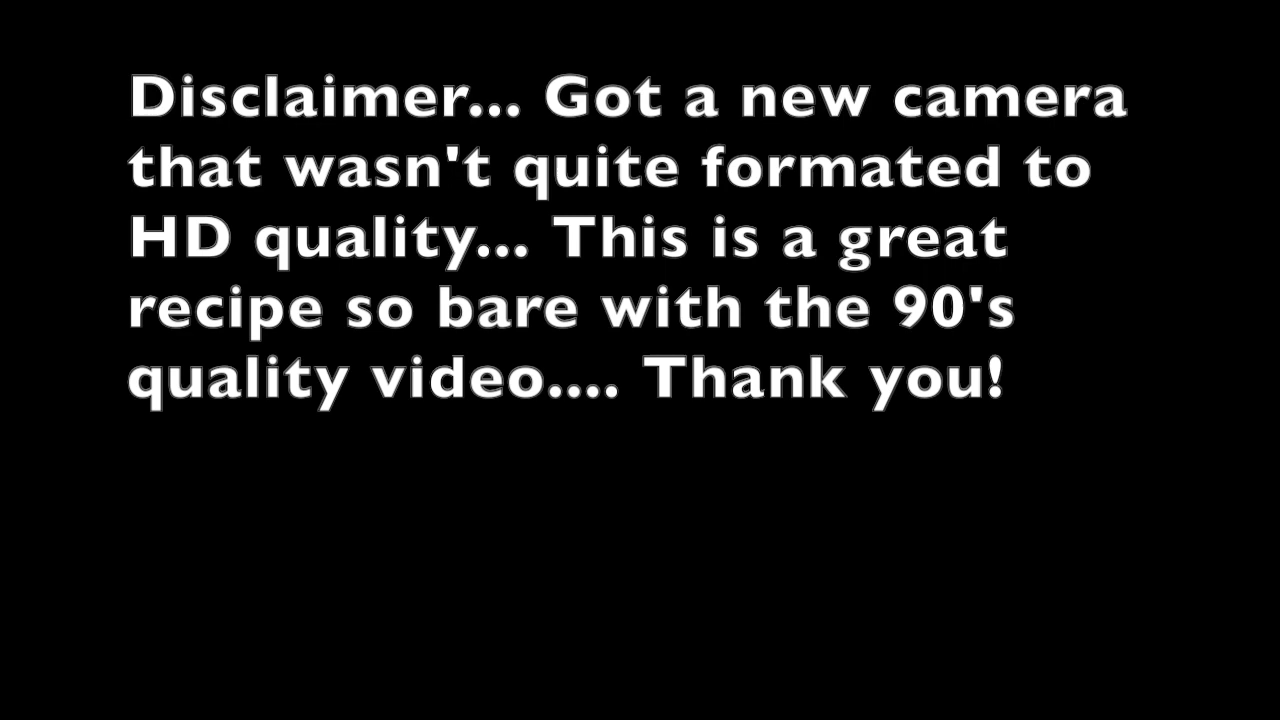 Disclaimer... Got a new camera
that wasn't quite formated to
HD quality... This is a great
recipe so bare with the 90's
quality video.... Thank you!